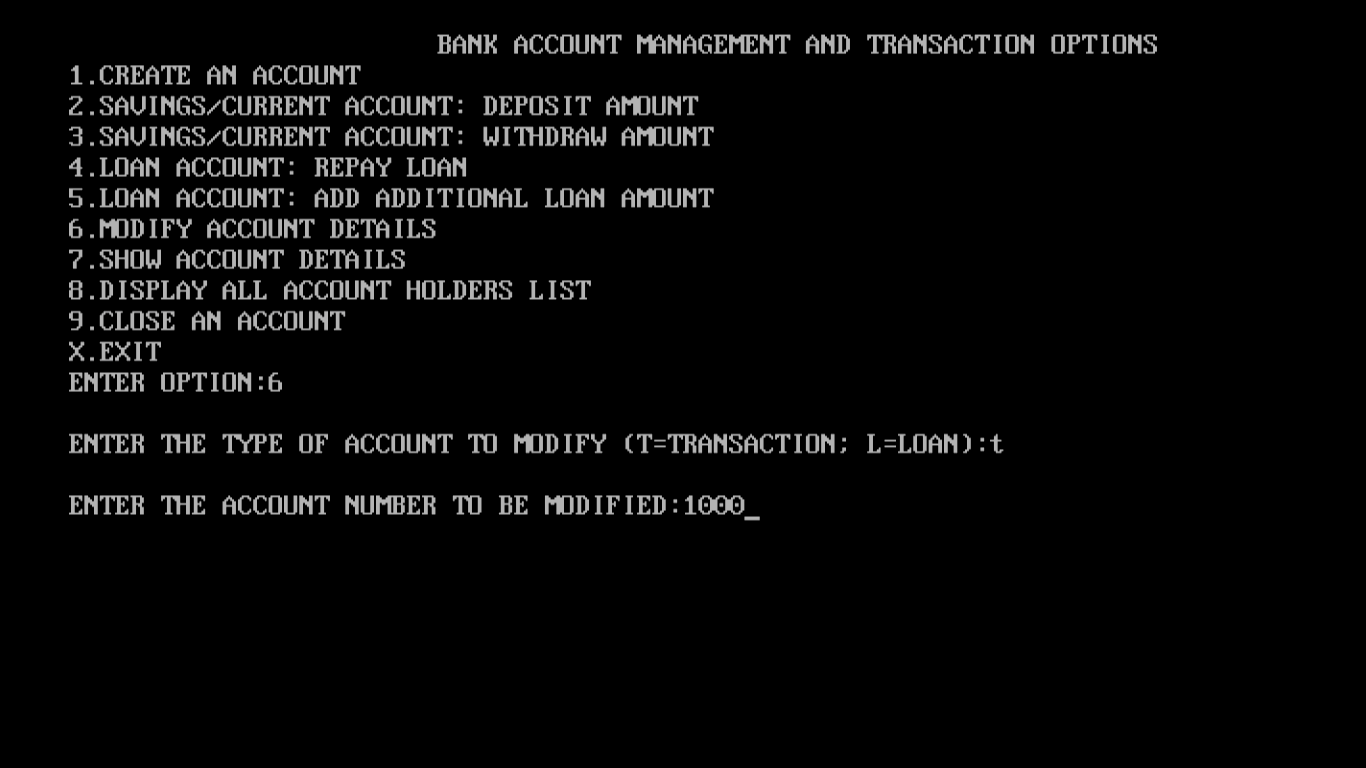 BANK ACCOUNT MANAGEMENT AND TRANSACTION OPTIONS
1.CREATE AN ACCOUNT
2.SAVINGS/CURRENT ACCOUNT: DEPOSIT AMOUNT
3.SAVINGS/CURRENT ACCOUNT: WITHDRAW AMOUNT
4.LOAN ACCOUNT: REPAY LOAN
5.LOAN ACCOUNT: ADD ADDITIONAL LOAN AMOUNT
6.MODIFY ACCOUNT DETAILS
7.SHOW ACCOUNT DETAILS
8.DISPLAY ALL ACCOUNT HOLDERS LIST
9.CLOSE AN ACCOUNT
X.EXIT
ENTER OPTION:6
ENTER THE TYPE OF ACCOUNT TO MODIFY (T=TRANSACTION; L=LOAN):t
ENTER THE ACCOUNT NUMBER TO BE MODIFIED:1000_